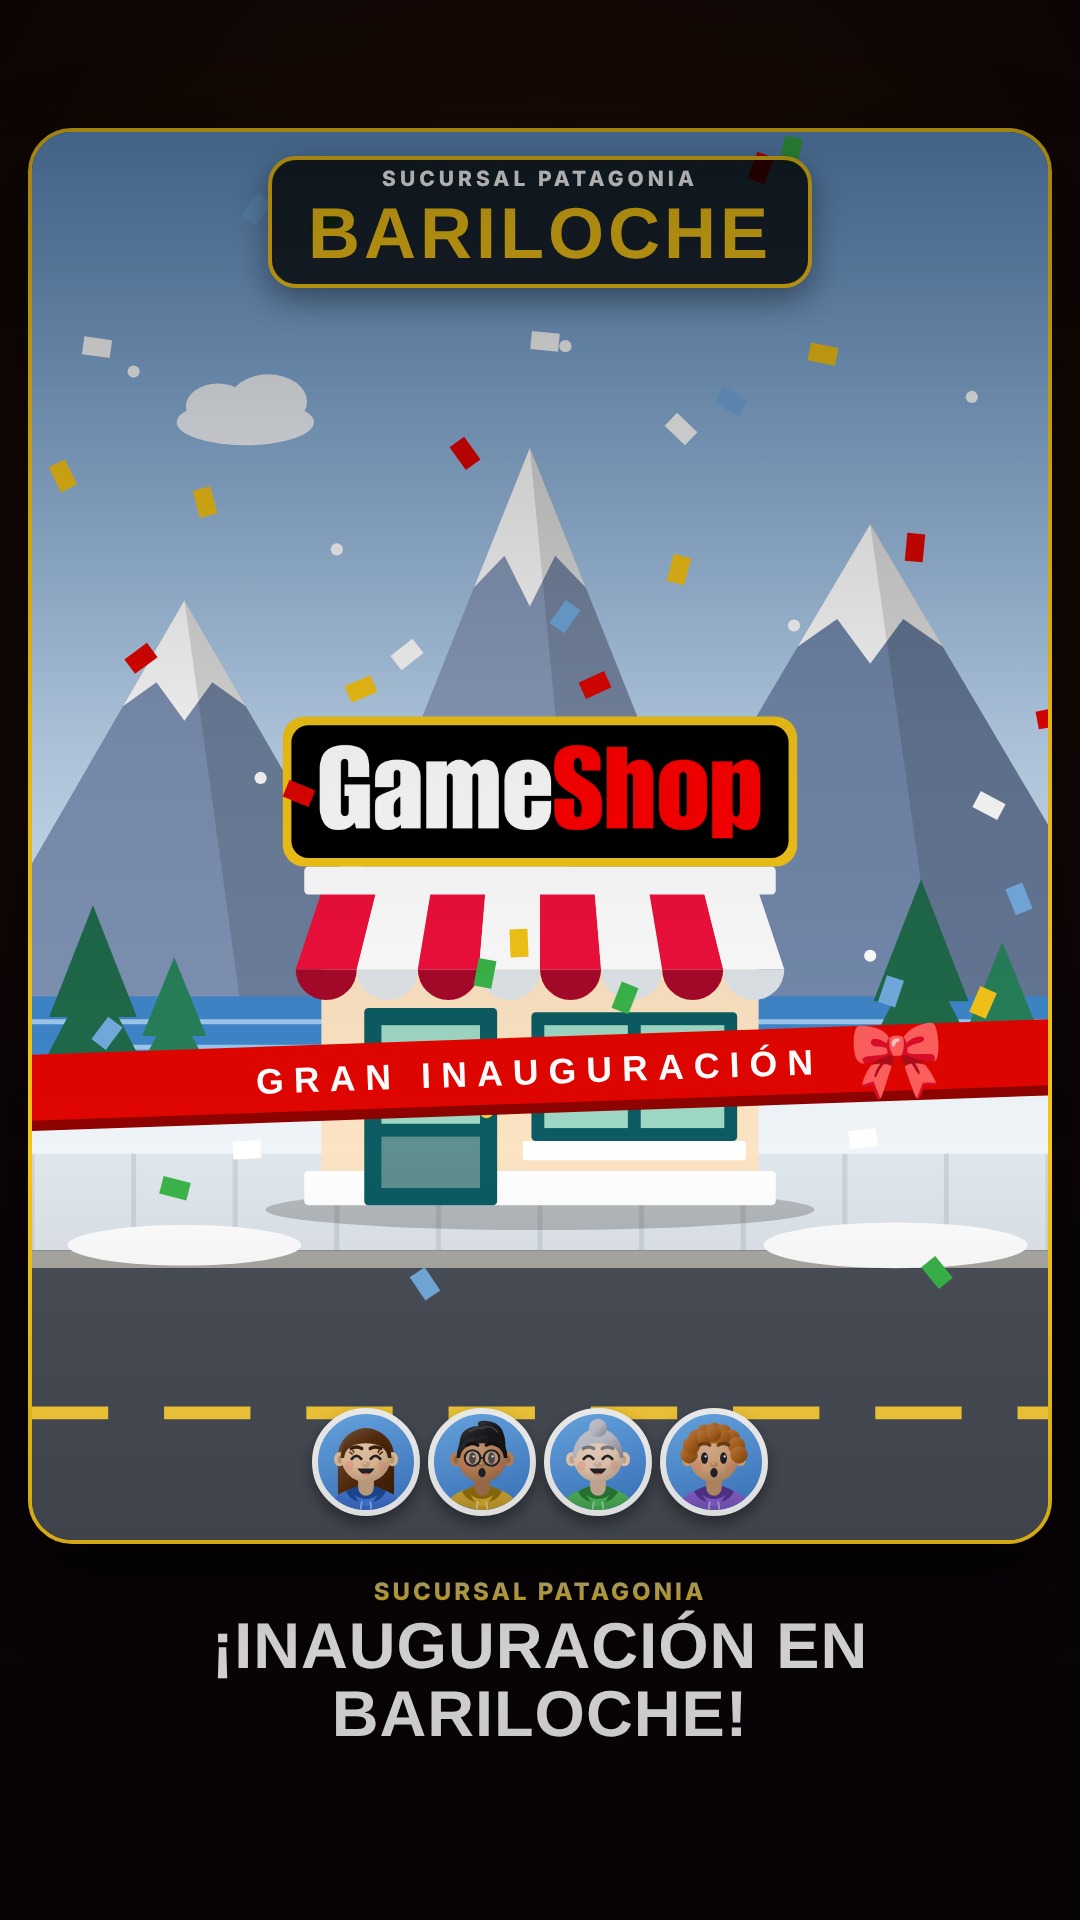 SUCURSAL PATAGONIA
BARILOCHE
GameShop
GRAN INAUGURACIÓN
SUCURSAL PATAGONIA
¡INAUGURACIÓN EN
BARILOCHE!